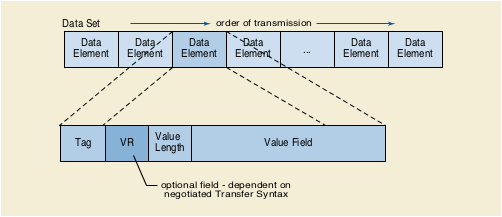 Data Set order of transmission
Data Data Data Data Data Data
Element Element Element Element ... Element Element
Tag VR Value Length Value Field
optional field - dependent on
negotiated Transfer Syntax